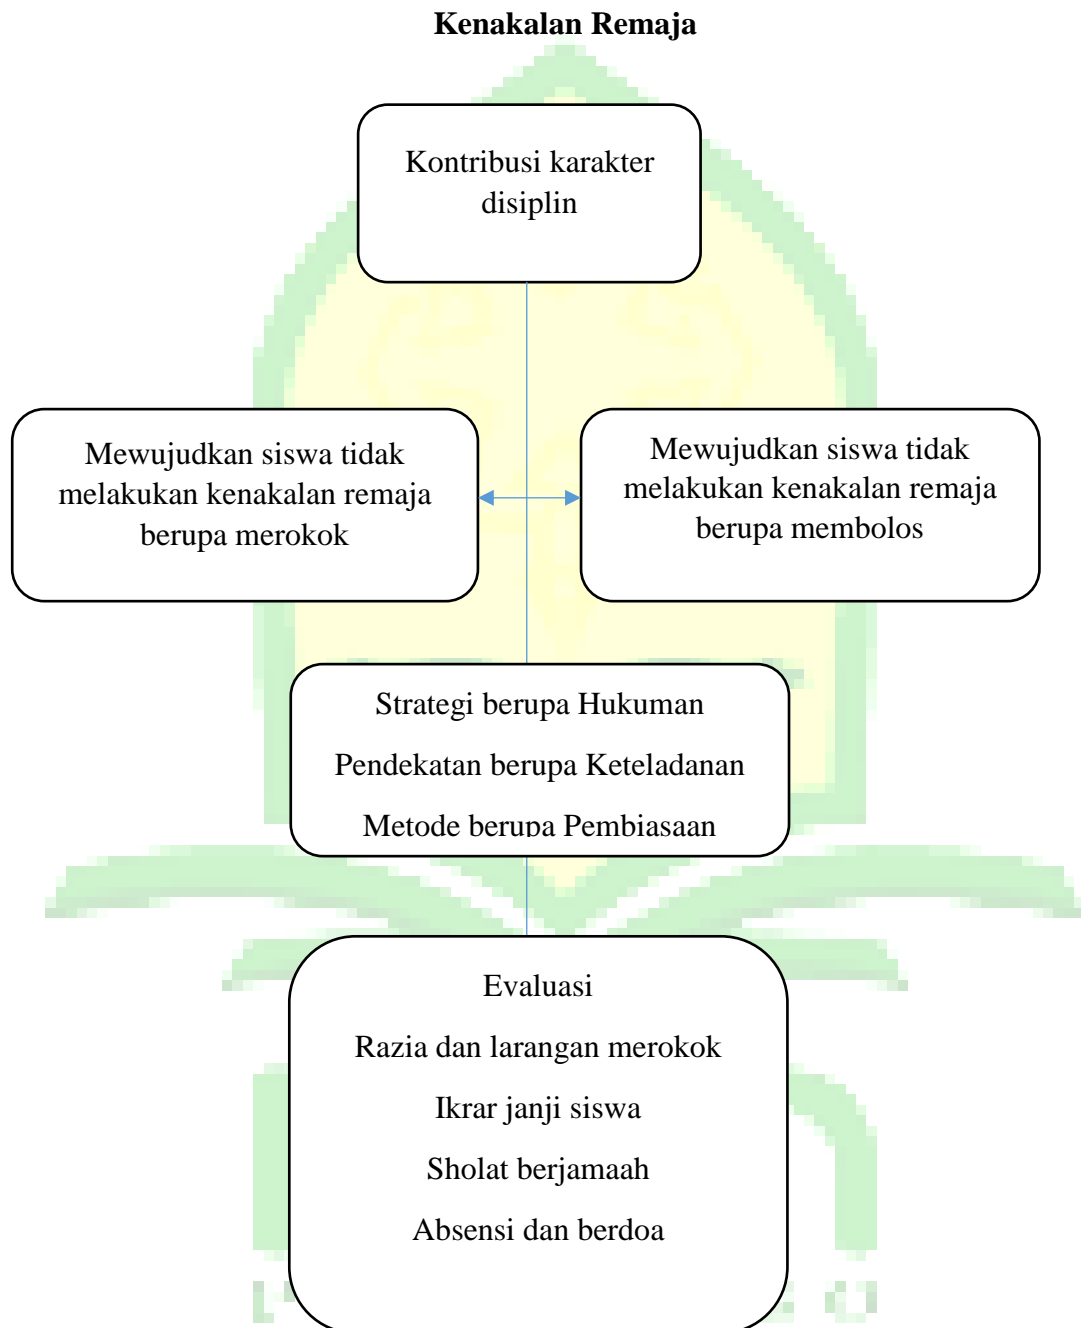 Kenakalan Remaja
Kontribusi karakter
disiplin
Mewujudkan siswa tidak
melakukan kenakalan remaja
berupa merokok
Mewujudkan siswa tidak
melakukan kenakalan remaja
berupa membolos
Strategi berupa Hukuman
Pendekatan berupa Keteladanan
Metode berupa Pembiasaan
Evaluasi
Razia dan larangan merokok
Ikrar janji siswa
Sholat berjamaah
Absensi dan berdoa